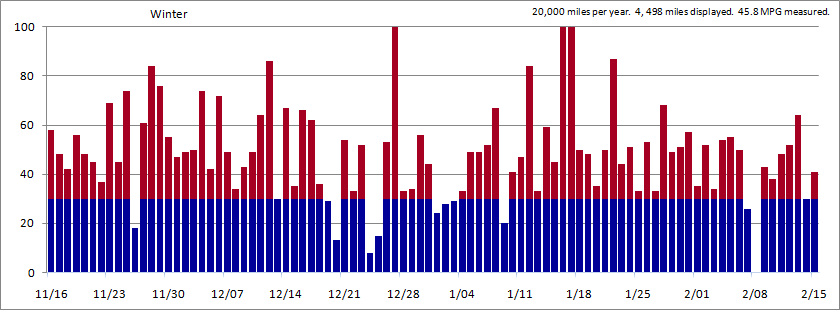 Winter
20,000 miles per year. 4, 498 miles displayed. 45.8 MPG measured.
100
80
60
40
20
0
11/16 11/23 11/30 12/07 12/14 12/21 12/28 1/04 1/11 1/18 1/25 2/01 2/08 2/15